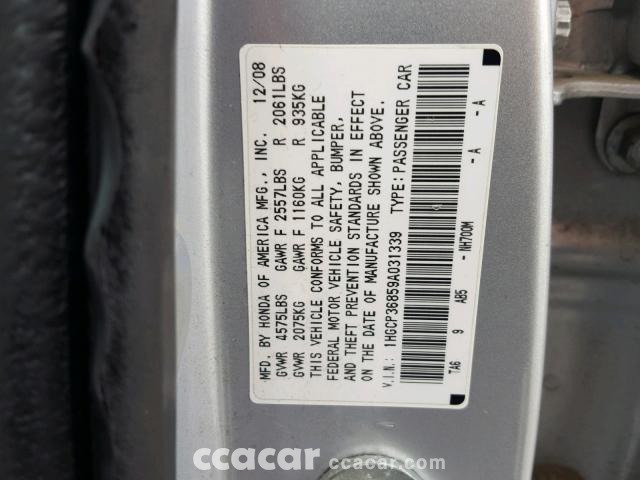 MFD. BY HONDA OF AMERICA MFG., INC. 12/08
GVWR 4575LBS GAWR F 2557LBS R 2061LBS
GVWR 2075KG GAWR F 1160KG R 935KG
THIS VEHICLE CONFORMS TO ALL APPLICABLE
FEDERAL MOTOR VEHICLE SAFETY, BUMPER,
AND THEFT PREVENTION STANDARDS IN EFFECT
ON THE DATE OF MANUFACTURE SHOWN ABOVE.
V.I.N.: 1HGCP36859A031339 TYPE: PASSENGER CAR
TA6 9 AB5 - NH700M - A - A
ccacar ccacar.com